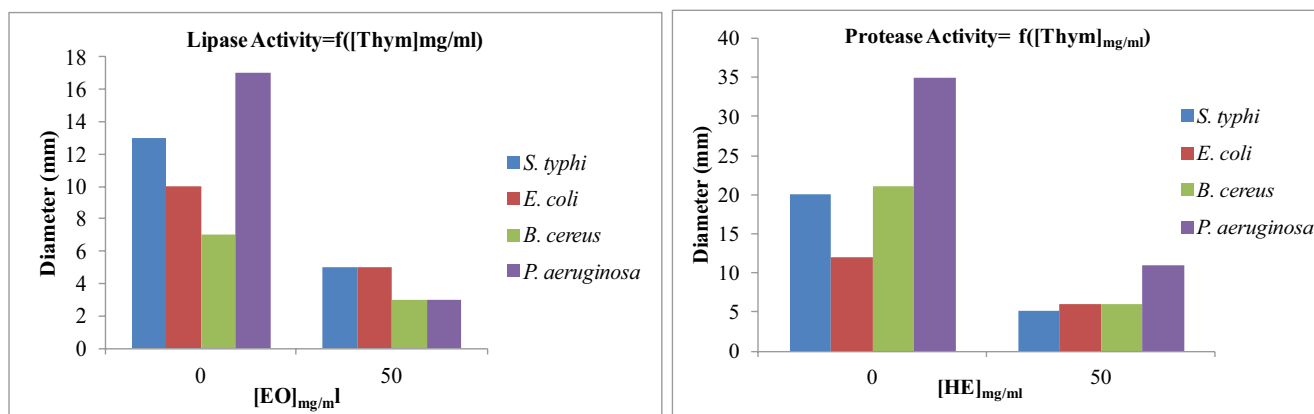 Lipase Activity=f([Thym]mg/ml)
18
16
14
12
10
8
6
4
2
0
Diameter (mm)
0
50
[EO]mg/ml
S. typhi
E. coli
B. cereus
P. aeruginosa
Protease Activity= f([Thym]mg/ml)
40
35
30
25
20
15
10
5
0
Diameter (mm)
0
50
[HE]mg/ml
S. typhi
E. coli
B. cereus
P. aeruginosa